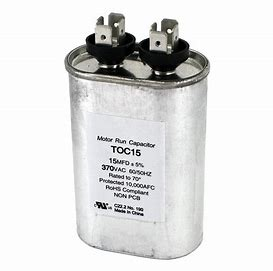 Motor Run Capacitor
TOC15
15MFD ± 5%
370VAC 60/50HZ
Rated to 70°
Protected 10,000AFC
RoHS Compliant
NON PCB
C22.2 No. 190
Made in China